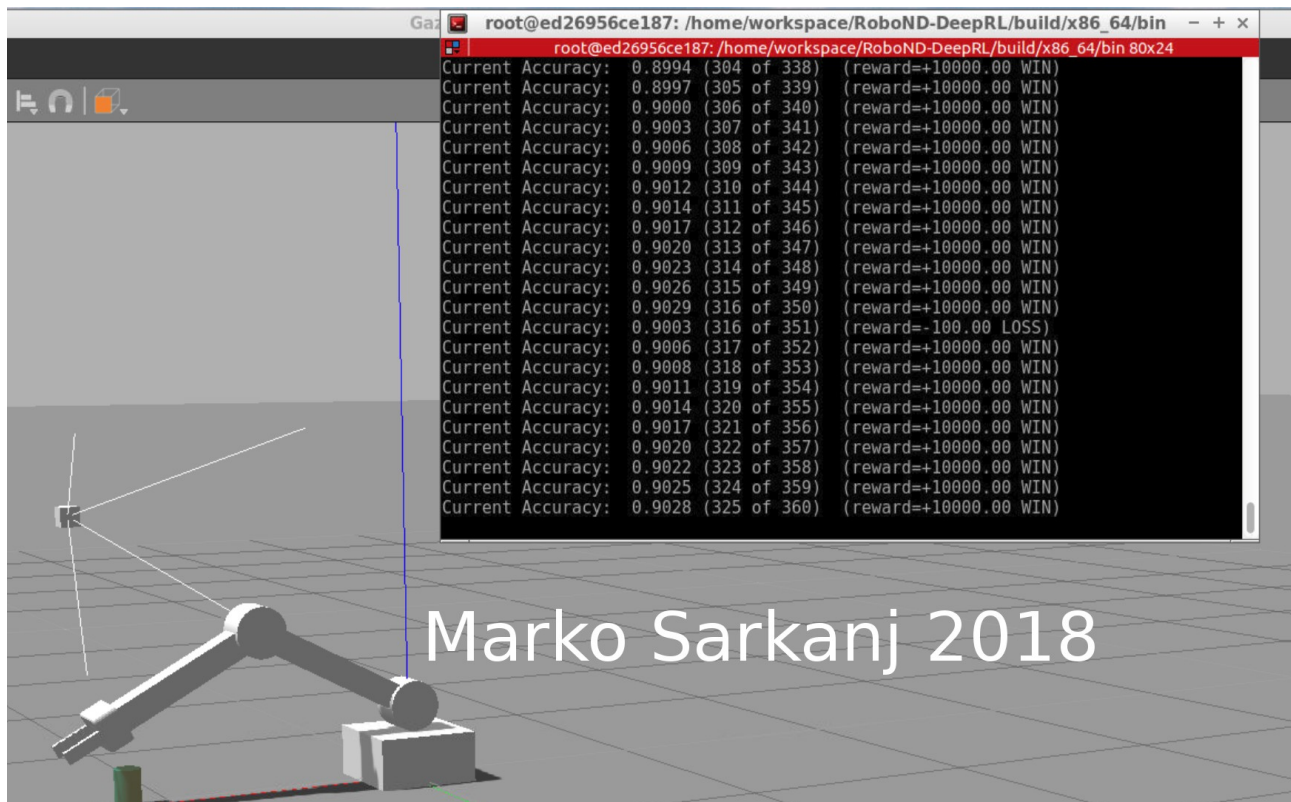 Gaz
root@ed26956ce187: /home/workspace/RoboND-DeepRL/build/x86_64/bin
root@ed26956ce187: /home/workspace/RoboND-DeepRL/build/x86_64/bin 80x24
Current Accuracy:  0.8994 (304 of 338)  (reward=+10000.00 WIN)
Current Accuracy:  0.8997 (305 of 339)  (reward=+10000.00 WIN)
Current Accuracy:  0.9000 (306 of 340)  (reward=+10000.00 WIN)
Current Accuracy:  0.9003 (307 of 341)  (reward=+10000.00 WIN)
Current Accuracy:  0.9006 (308 of 342)  (reward=+10000.00 WIN)
Current Accuracy:  0.9009 (309 of 343)  (reward=+10000.00 WIN)
Current Accuracy:  0.9012 (310 of 344)  (reward=+10000.00 WIN)
Current Accuracy:  0.9014 (311 of 345)  (reward=+10000.00 WIN)
Current Accuracy:  0.9017 (312 of 346)  (reward=+10000.00 WIN)
Current Accuracy:  0.9020 (313 of 347)  (reward=+10000.00 WIN)
Current Accuracy:  0.9023 (314 of 348)  (reward=+10000.00 WIN)
Current Accuracy:  0.9026 (315 of 349)  (reward=+10000.00 WIN)
Current Accuracy:  0.9029 (316 of 350)  (reward=+10000.00 WIN)
Current Accuracy:  0.9003 (316 of 351)  (reward=-100.00 LOSS)
Current Accuracy:  0.9006 (317 of 352)  (reward=+10000.00 WIN)
Current Accuracy:  0.9008 (318 of 353)  (reward=+10000.00 WIN)
Current Accuracy:  0.9011 (319 of 354)  (reward=+10000.00 WIN)
Current Accuracy:  0.9014 (320 of 355)  (reward=+10000.00 WIN)
Current Accuracy:  0.9017 (321 of 356)  (reward=+10000.00 WIN)
Current Accuracy:  0.9020 (322 of 357)  (reward=+10000.00 WIN)
Current Accuracy:  0.9022 (323 of 358)  (reward=+10000.00 WIN)
Current Accuracy:  0.9025 (324 of 359)  (reward=+10000.00 WIN)
Current Accuracy:  0.9028 (325 of 360)  (reward=+10000.00 WIN)
Marko Sarkanj 2018